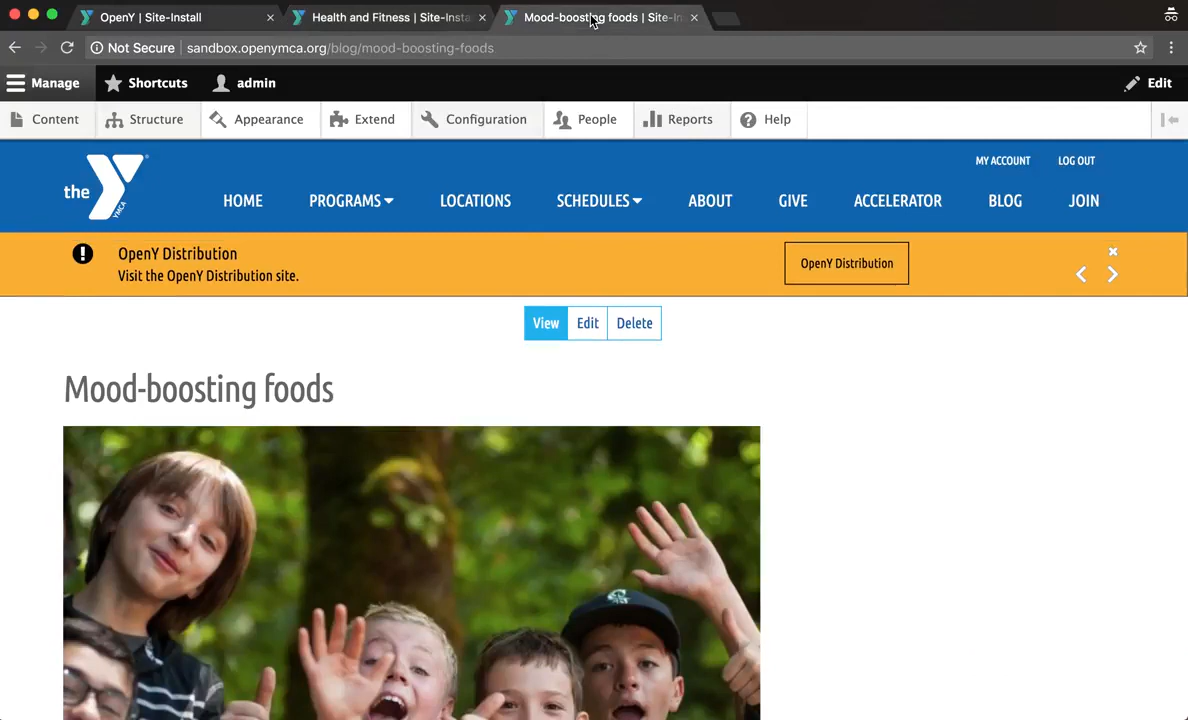 OpenY | Site-Install
Health and Fitness | Site-Insta
Mood-boosting foods | Site-In
Not Secure | sandbox.openymca.org/blog/mood-boosting-foods
Manage
Shortcuts
admin
Edit
Content
Structure
Appearance
Extend
Configuration
People
Reports
Help
MY ACCOUNT
LOG OUT
the Y YMCA
HOME
PROGRAMS
LOCATIONS
SCHEDULES
ABOUT
GIVE
ACCELERATOR
BLOG
JOIN
OpenY Distribution
Visit the OpenY Distribution site.
OpenY Distribution
View
Edit
Delete
Mood-boosting foods